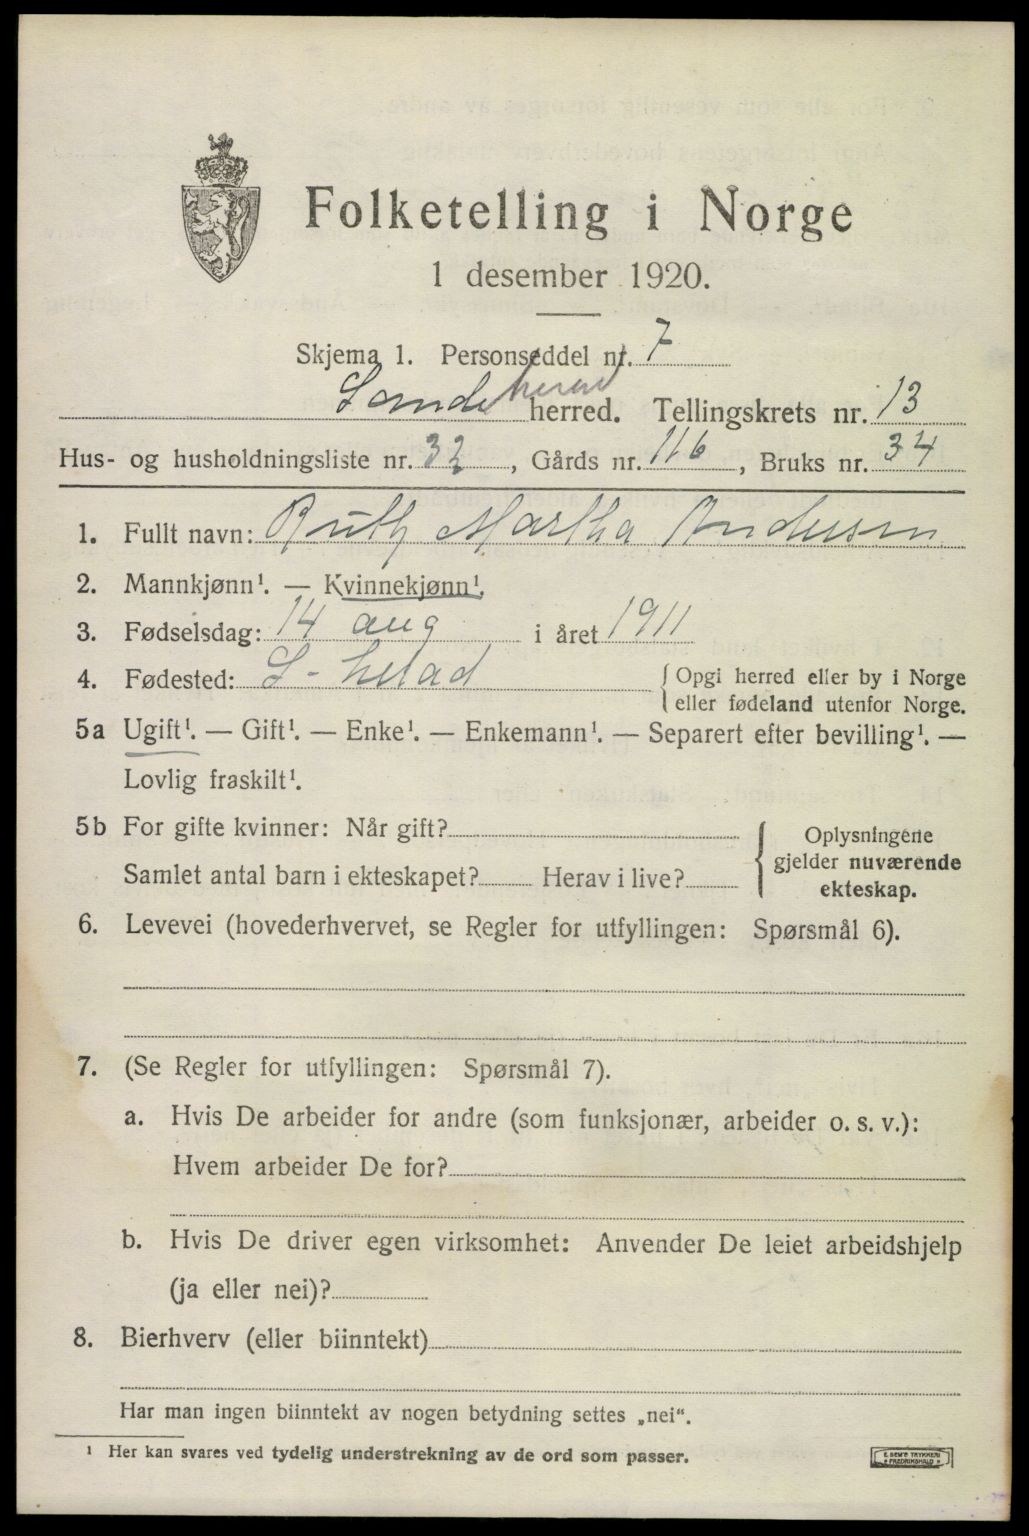 Folketelling i Norge
1 desember 1920.
Skjema 1. Personseddel nr. 7
Sandeherred herred. Tellingskrets nr. 13
Hus- og husholdningsliste nr. 32, Gårds nr. 116, Bruks nr. 34
1. Fullt navn: Ruth Martha Andersen
2. Mannkjønn¹. — Kvinnekjønn¹.
3. Fødselsdag: 14 aug i året 1911
4. Fødested: S-herad { Opgi herred eller by i Norge
eller fødeland utenfor Norge.
5a Ugift¹. — Gift¹. — Enke¹. — Enkemann¹. — Separert efter bevilling¹. —
Lovlig fraskilt¹.
5b For gifte kvinner: Når gift?
Samlet antal barn i ekteskapet? Herav i live?
{ Oplysningene
gjelder nuværende
ekteskap.
6. Levevei (hovederhvervet, se Regler for utfyllingen: Spørsmål 6).
7. (Se Regler for utfyllingen: Spørsmål 7).
a. Hvis De arbeider for andre (som funksjonær, arbeider o. s. v.):
Hvem arbeider De for?
b. Hvis De driver egen virksomhet: Anvender De leiet arbeidshjelp
(ja eller nei)?
8. Bierhverv (eller biinntekt)
Har man ingen biinntekt av nogen betydning settes „nei“.
¹ Her kan svares ved tydelig understrekning av de ord som passer.
E. SEM'S TRYKKERI
FREDRIKSHALD